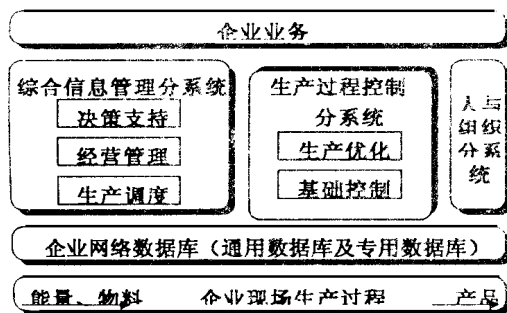 企业业务
综合信息管理分系统
决策支持
经营管理
生产调度
生产过程控制
分系统
生产优化
基础控制
人与
组织
分系
统
企业网络数据库（通用数据库及专用数据库）
能量、物料 企业现场生产过程 产品